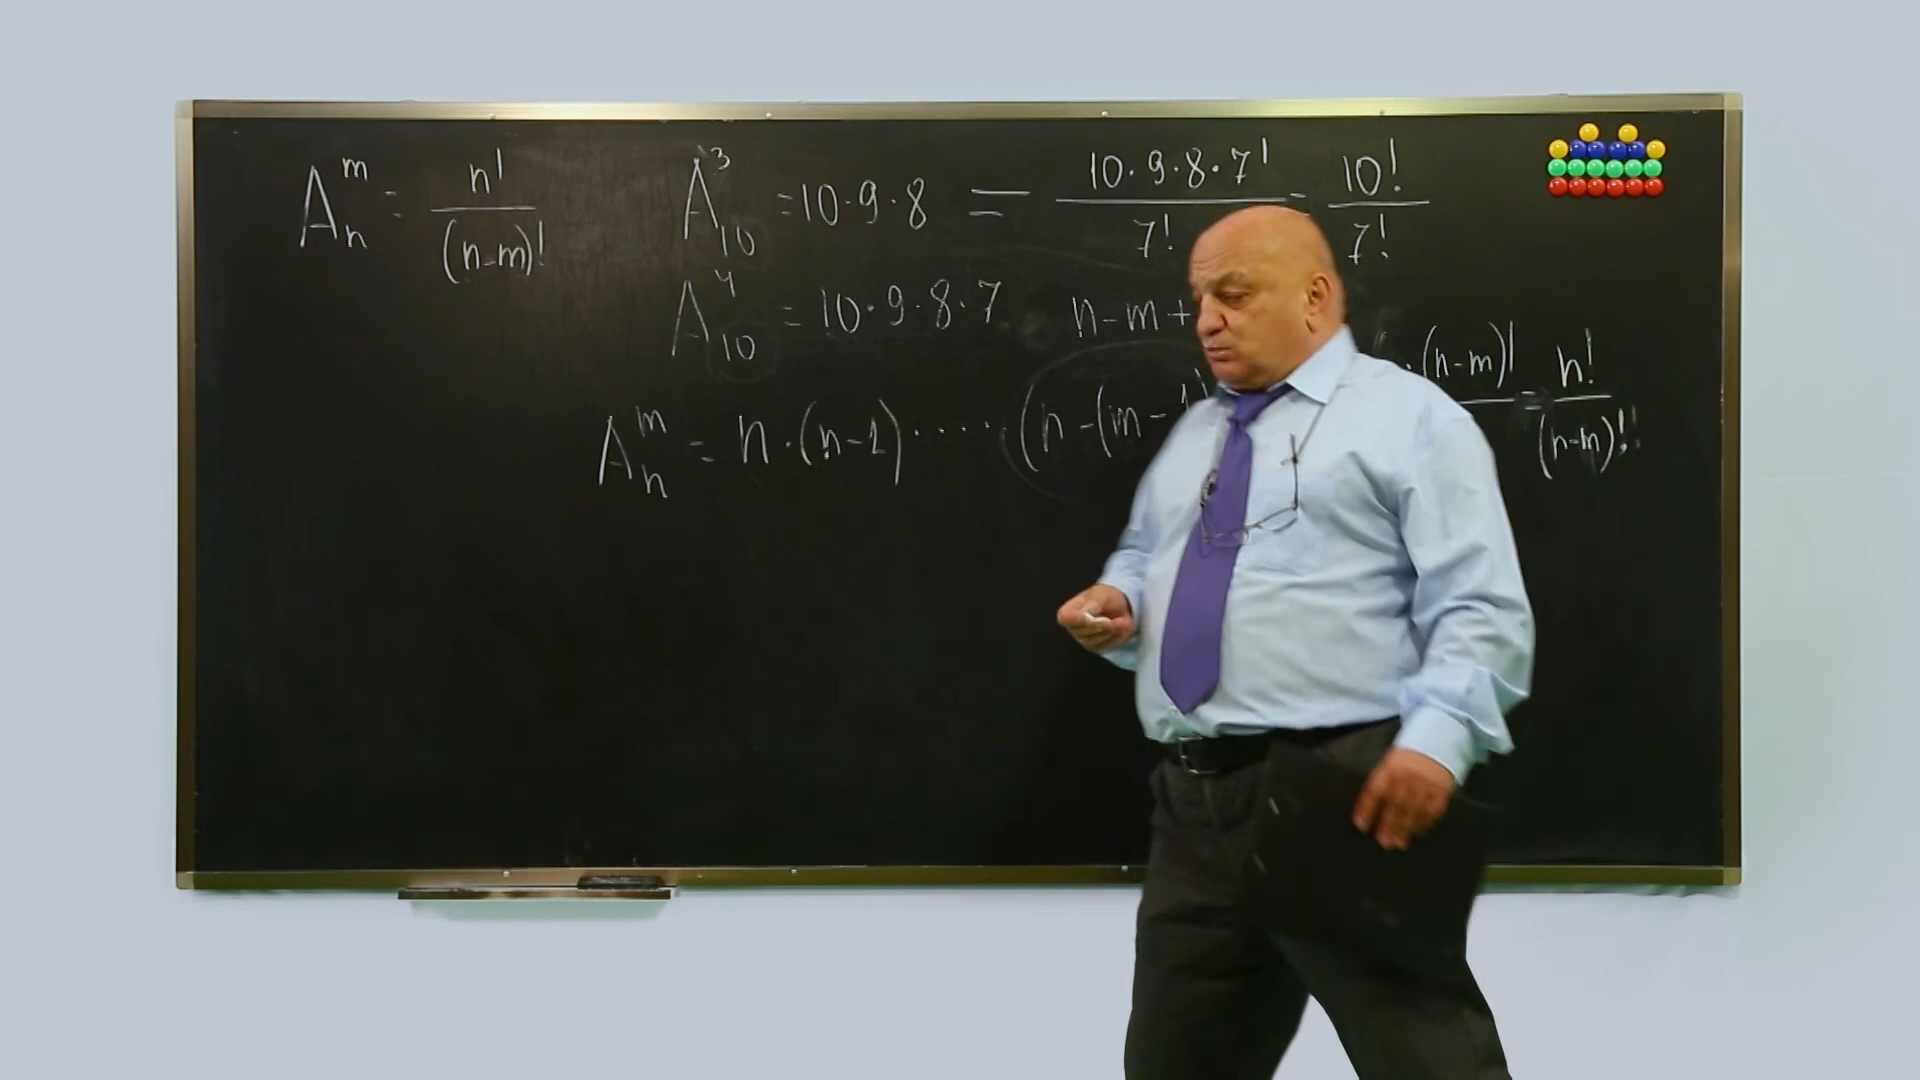 A_n^m = n! / (n-m)!
A_10^3 = 10·9·8 = 10·9·8·7! / 7! = 10! / 7!
A_10^4 = 10·9·8·7 n-m+
A_n^m = n·(n-1)·····(n-(m-1) ·(n-m)! = n! / (n-m)!